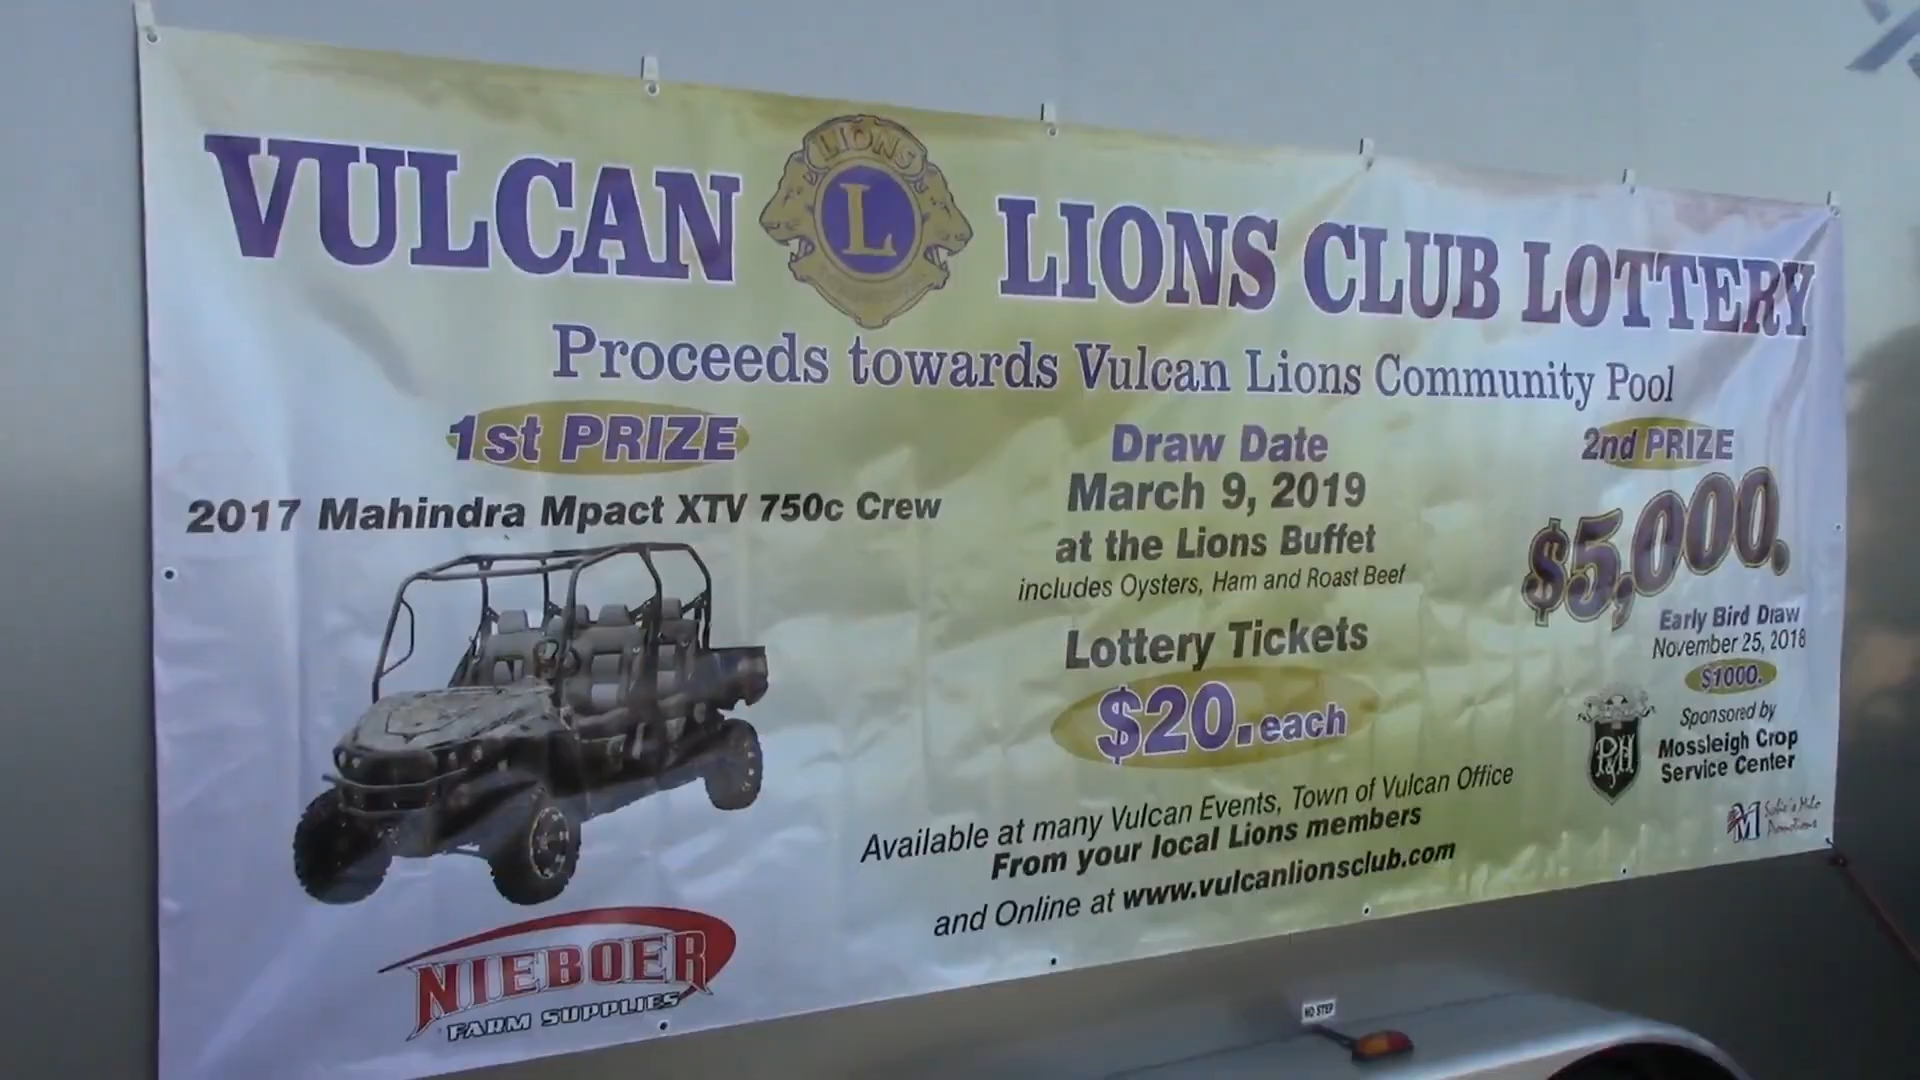 VULCAN LIONS L LIONS CLUB LOTTERY
Proceeds towards Vulcan Lions Community Pool
1st PRIZE
2017 Mahindra Mpact XTV 750c Crew
NIEBOER
FARM SUPPLIES
Draw Date
March 9, 2019
at the Lions Buffet
includes Oysters, Ham and Roast Beef
Lottery Tickets
$20. each
Available at many Vulcan Events, Town of Vulcan Office
From your local Lions members
and Online at www.vulcanlionsclub.com
2nd PRIZE
$5,000.
Early Bird Draw
November 25, 2018
$1000.
Sponsored by
Mossleigh Crop
Service Center
P&H
M
Promotions
NO STEP